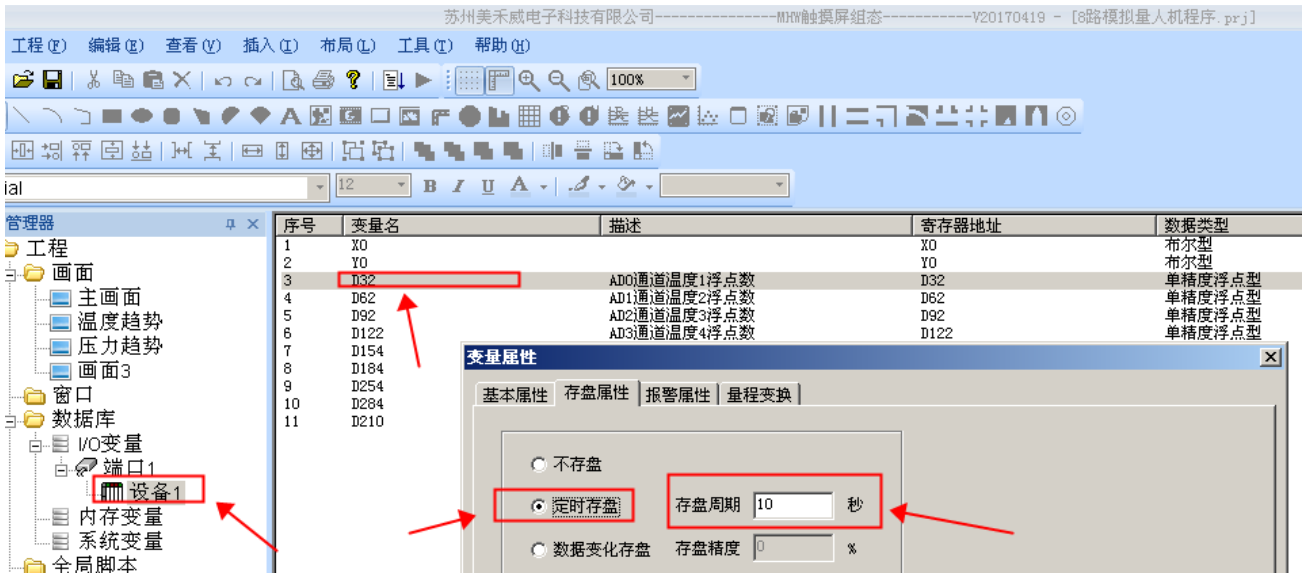 苏州美禾威电子科技有限公司---------------MHW触摸屏组态-----------V20170419 - [8路模拟量人机程序.prj]
工程(F) 编辑(E) 查看(V) 插入(I) 布局(L) 工具(T) 帮助(H)
100%
ial 12 B I U A
管理器
工程
画面
主画面
温度趋势
压力趋势
画面3
窗口
数据库
I/O变量
端口1
设备1
内存变量
系统变量
全局脚本
序号 变量名 描述 寄存器地址 数据类型
1 X0 X0 布尔型
2 Y0 Y0 布尔型
3 D32 AD0通道温度1浮点数 D32 单精度浮点型
4 D62 AD1通道温度2浮点数 D62 单精度浮点型
5 D92 AD2通道温度3浮点数 D92 单精度浮点型
6 D122 AD3通道温度4浮点数 D122 单精度浮点型
7 D154
8 D184
9 D254
10 D284
11 D210
变量属性
基本属性 存盘属性 报警属性 量程变换
不存盘
定时存盘 存盘周期 10 秒
数据变化存盘 存盘精度 0 %